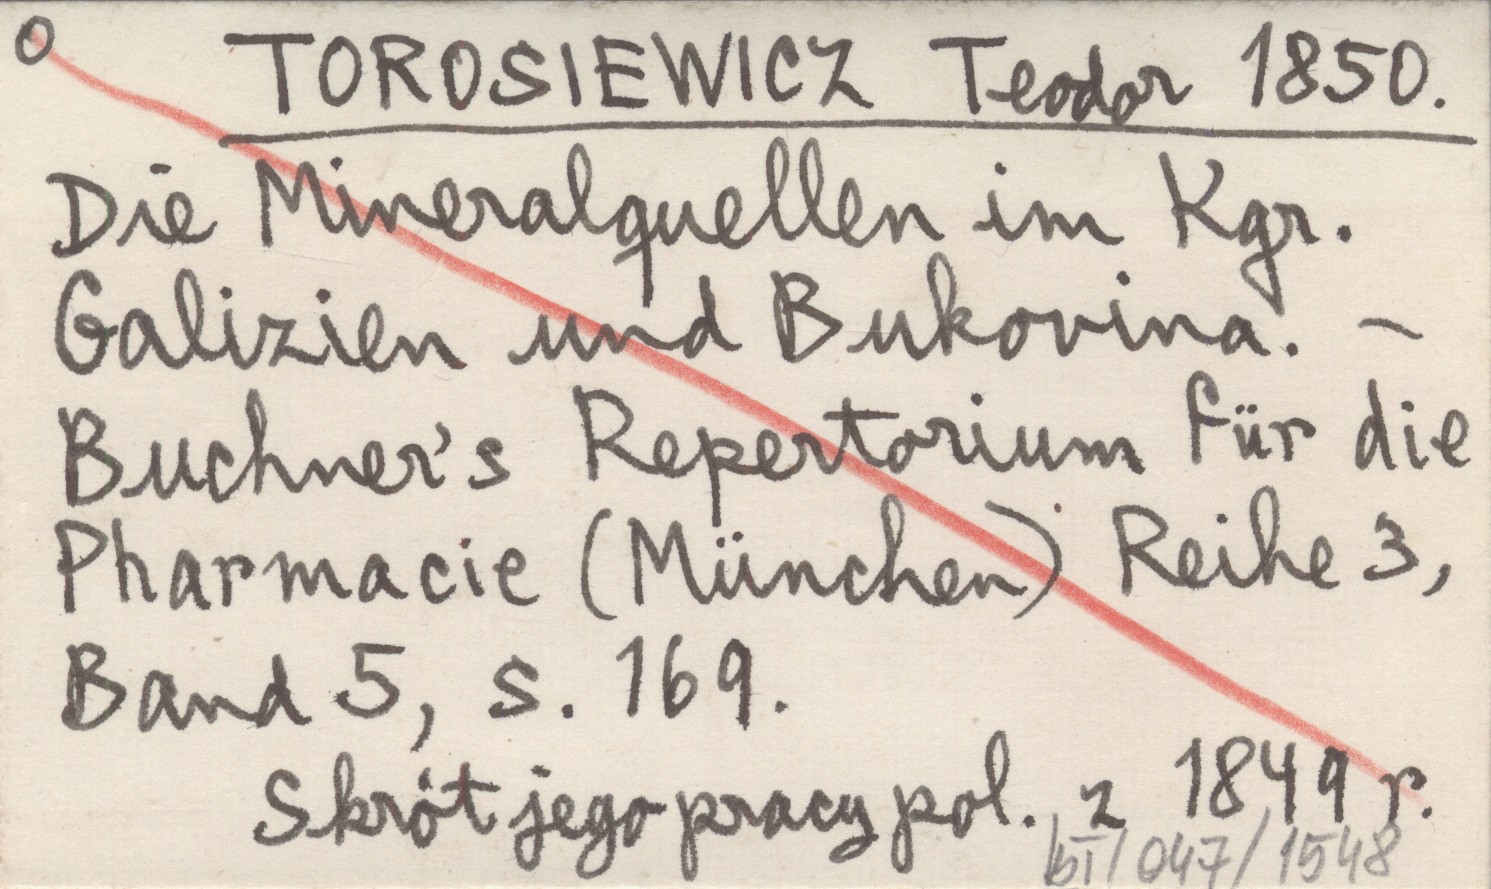 o TOROSIEWICZ Teodor 1850.
Die Mineralquellen im Kgr.
Galizien und Bukovina. –
Buchner's Repertorium für die
Pharmacie (München) Reihe 3,
Band 5, s. 169.
Skrót jego pracy pol. z 1849 r.
bI/047/1548